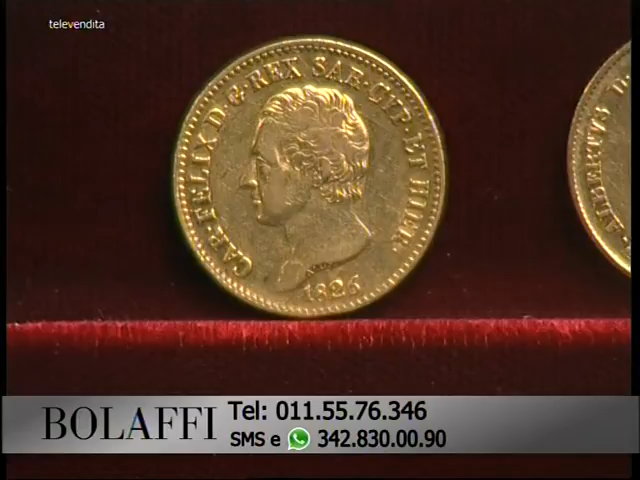 televendita
CAR·FELIX D·G·REX SAR·CYP·ET HIER·
1826
ALBERTVS D.
BOLAFFI
Tel: 011.55.76.346
SMS e 342.830.00.90